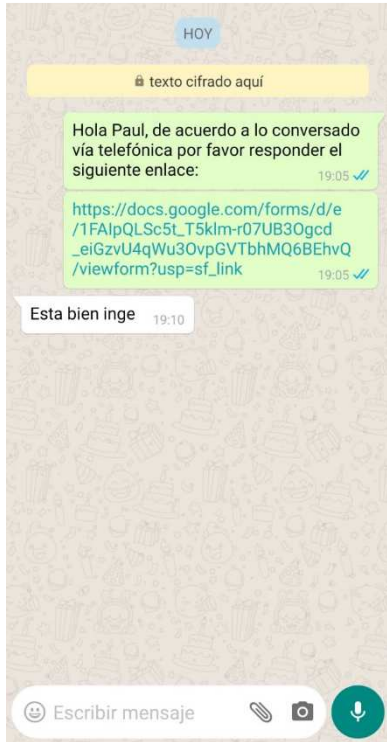 HOY
texto cifrado aquí
Hola Paul, de acuerdo a lo conversado
vía telefónica por favor responder el
siguiente enlace:
19:05
https://docs.google.com/forms/d/e
/1FAIpQLSc5t_T5klm-r07UB3Ogcd
_eiGzvU4qWu3OvpGVTbhMQ6BEhvQ
/viewform?usp=sf_link
19:05
Esta bien inge
19:10
Escribir mensaje